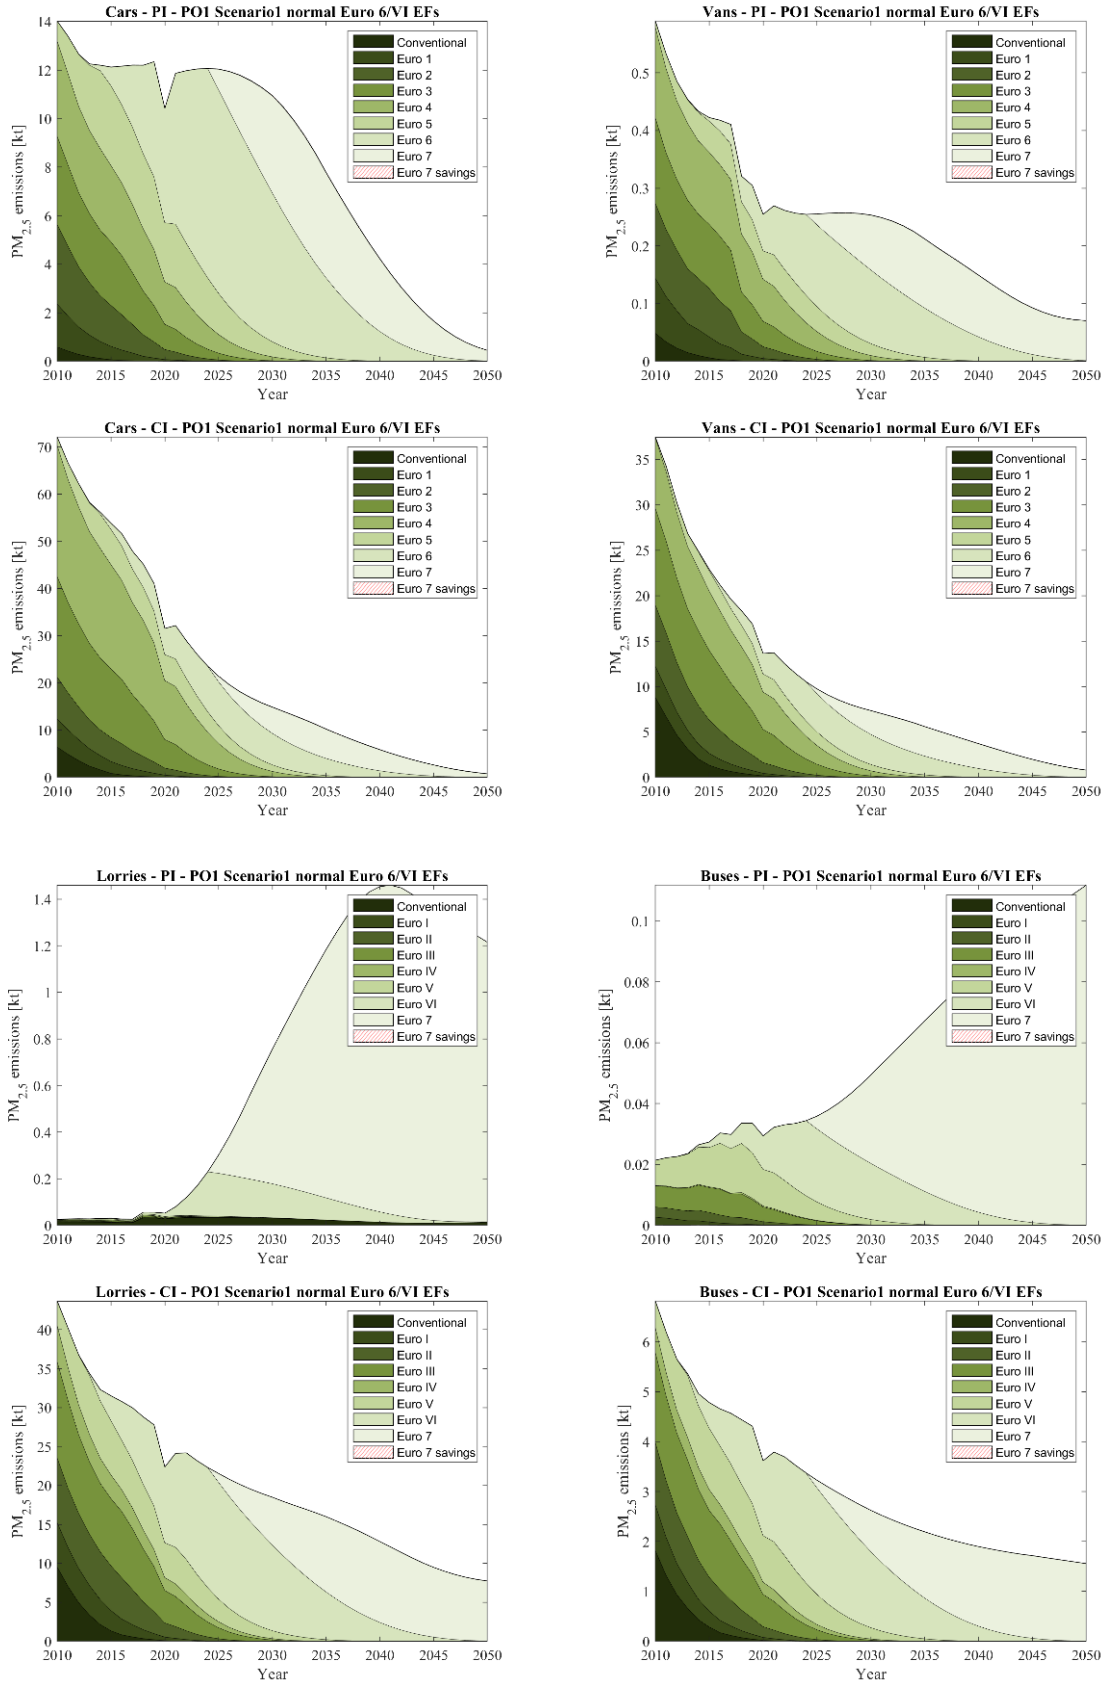 Cars - PI - PO1 Scenario1 normal Euro 6/VI EFs
PM2.5 emissions [kt]
14
12
10
8
6
4
2
0
Conventional
Euro 1
Euro 2
Euro 3
Euro 4
Euro 5
Euro 6
Euro 7
Euro 7 savings
2010 2015 2020 2025 2030 2035 2040 2045 2050
Year
Vans - PI - PO1 Scenario1 normal Euro 6/VI EFs
PM2.5 emissions [kt]
0.5
0.4
0.3
0.2
0.1
0
Conventional
Euro 1
Euro 2
Euro 3
Euro 4
Euro 5
Euro 6
Euro 7
Euro 7 savings
2010 2015 2020 2025 2030 2035 2040 2045 2050
Year
Cars - CI - PO1 Scenario1 normal Euro 6/VI EFs
PM2.5 emissions [kt]
70
60
50
40
30
20
10
0
Conventional
Euro 1
Euro 2
Euro 3
Euro 4
Euro 5
Euro 6
Euro 7
Euro 7 savings
2010 2015 2020 2025 2030 2035 2040 2045 2050
Year
Vans - CI - PO1 Scenario1 normal Euro 6/VI EFs
PM2.5 emissions [kt]
35
30
25
20
15
10
5
0
Conventional
Euro 1
Euro 2
Euro 3
Euro 4
Euro 5
Euro 6
Euro 7
Euro 7 savings
2010 2015 2020 2025 2030 2035 2040 2045 2050
Year
Lorries - PI - PO1 Scenario1 normal Euro 6/VI EFs
PM2.5 emissions [kt]
1.4
1.2
1
0.8
0.6
0.4
0.2
0
Conventional
Euro I
Euro II
Euro III
Euro IV
Euro V
Euro VI
Euro 7
Euro 7 savings
2010 2015 2020 2025 2030 2035 2040 2045 2050
Year
Buses - PI - PO1 Scenario1 normal Euro 6/VI EFs
PM2.5 emissions [kt]
0.1
0.08
0.06
0.04
0.02
0
Conventional
Euro I
Euro II
Euro III
Euro IV
Euro V
Euro VI
Euro 7
Euro 7 savings
2010 2015 2020 2025 2030 2035 2040 2045 2050
Year
Lorries - CI - PO1 Scenario1 normal Euro 6/VI EFs
PM2.5 emissions [kt]
40
35
30
25
20
15
10
5
0
Conventional
Euro I
Euro II
Euro III
Euro IV
Euro V
Euro VI
Euro 7
Euro 7 savings
2010 2015 2020 2025 2030 2035 2040 2045 2050
Year
Buses - CI - PO1 Scenario1 normal Euro 6/VI EFs
PM2.5 emissions [kt]
6
5
4
3
2
1
0
Conventional
Euro I
Euro II
Euro III
Euro IV
Euro V
Euro VI
Euro 7
Euro 7 savings
2010 2015 2020 2025 2030 2035 2040 2045 2050
Year